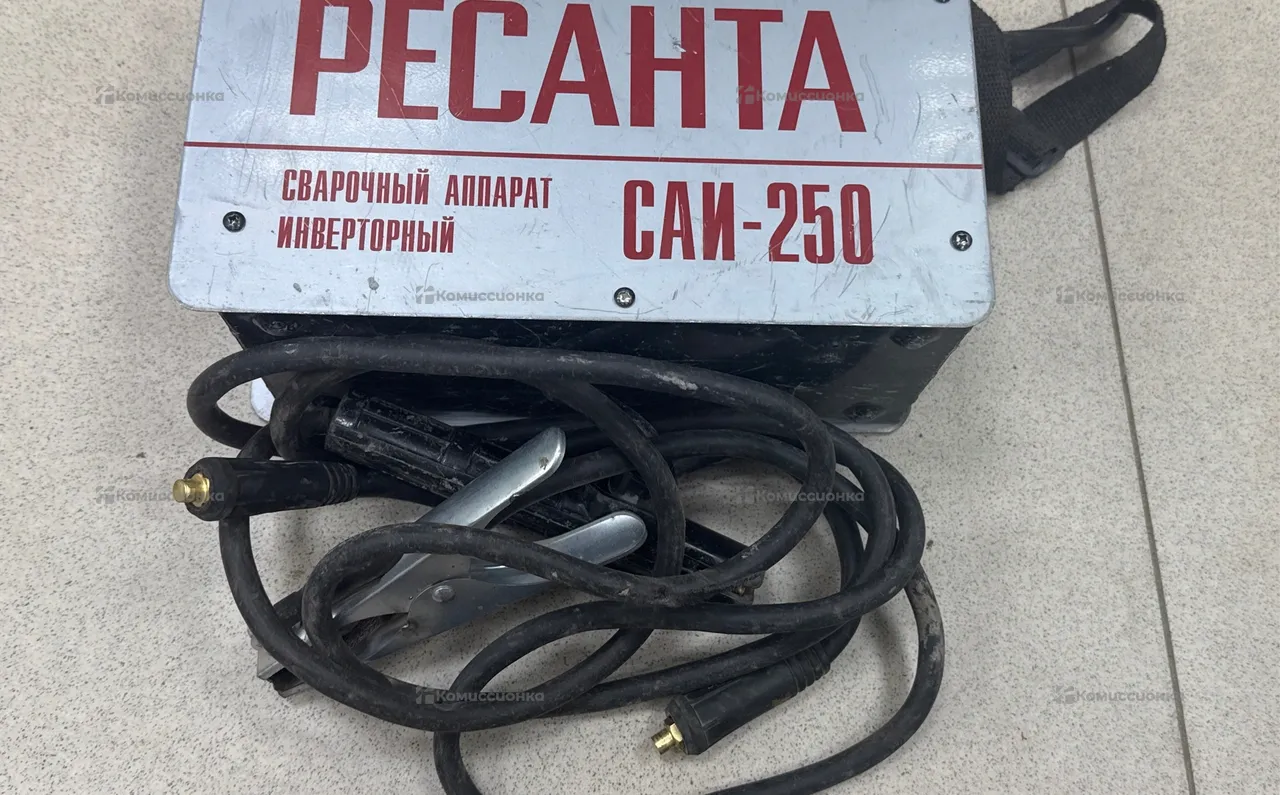 РЕСАНТА
СВАРОЧНЫЙ АППАРАТ
ИНВЕРТОРНЫЙ
САИ-250
Комиссионка
Комиссионка
Комиссионка
Комиссионка
Комиссионка
Комиссионка
Комиссионка
Комиссионка